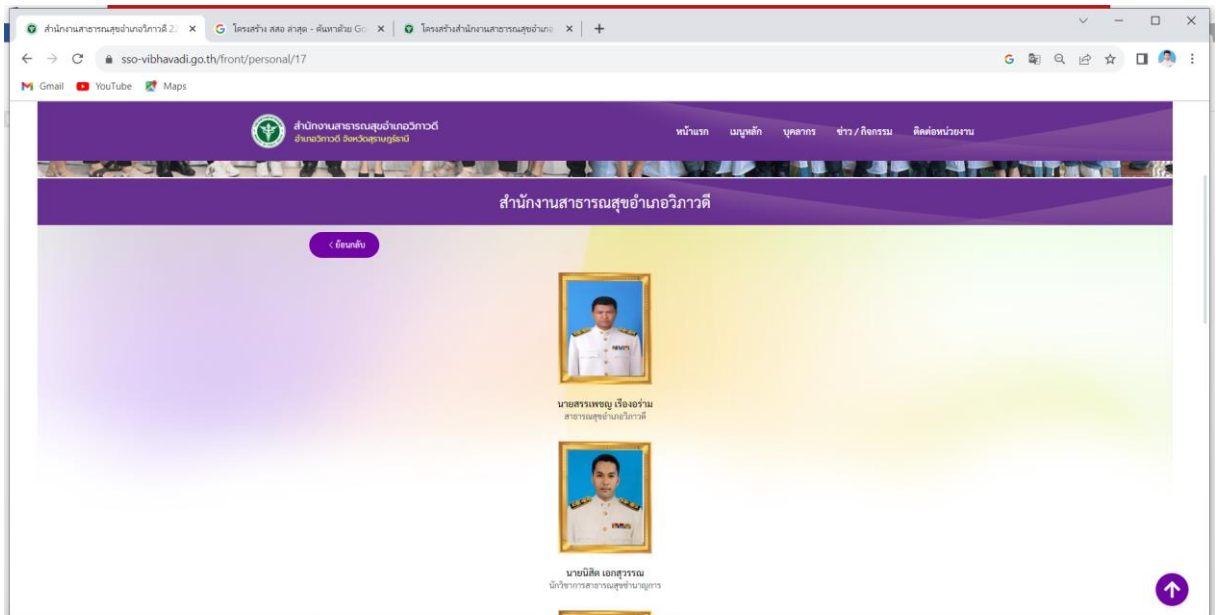 สำนักงานสาธารณสุขอำเภอวิภาวดี 22
โครงสร้าง สสอ ล่าสุด - ค้นหาด้วย Go
โครงสร้างสำนักงานสาธารณสุขอำเภอ
sso-vibhavadi.go.th/front/personal/17
Gmail YouTube Maps
สำนักงานสาธารณสุขอำเภอวิภาวดี
อำเภอวิภาวดี จังหวัดสุราษฎร์ธานี
หน้าแรก เมนูหลัก บุคลากร ข่าว / กิจกรรม ติดต่อหน่วยงาน
สำนักงานสาธารณสุขอำเภอวิภาวดี
< ย้อนกลับ
นายสรรเพชญ เรืองอร่าม
สาธารณสุขอำเภอวิภาวดี
นายนิสิต เอกสุวรรณ
นักวิชาการสาธารณสุขชำนาญการ